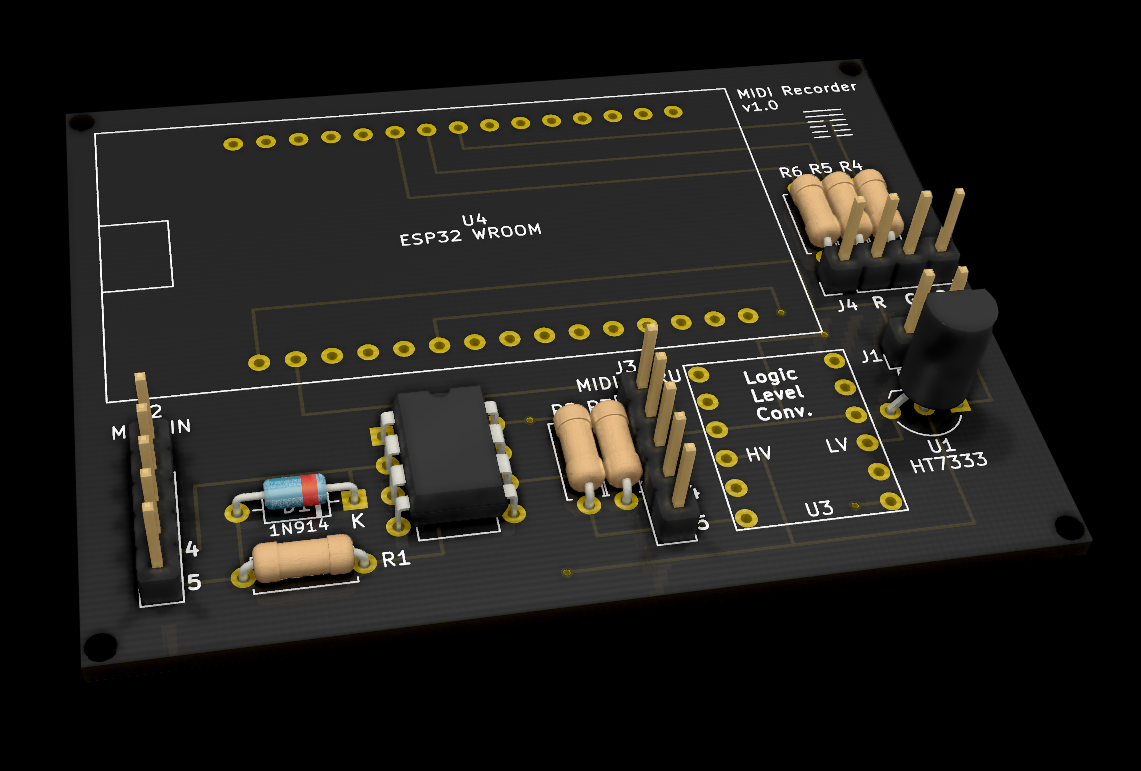 MIDI Recorder
v1.0
R6 R5 R4
U4
ESP32 WROOM
J4 R G
J3
MIDI
J1
Logic
Level
Conv.
HV
LV
U1
HT7333
U3
IN
4
5
1N914
K
R1
5